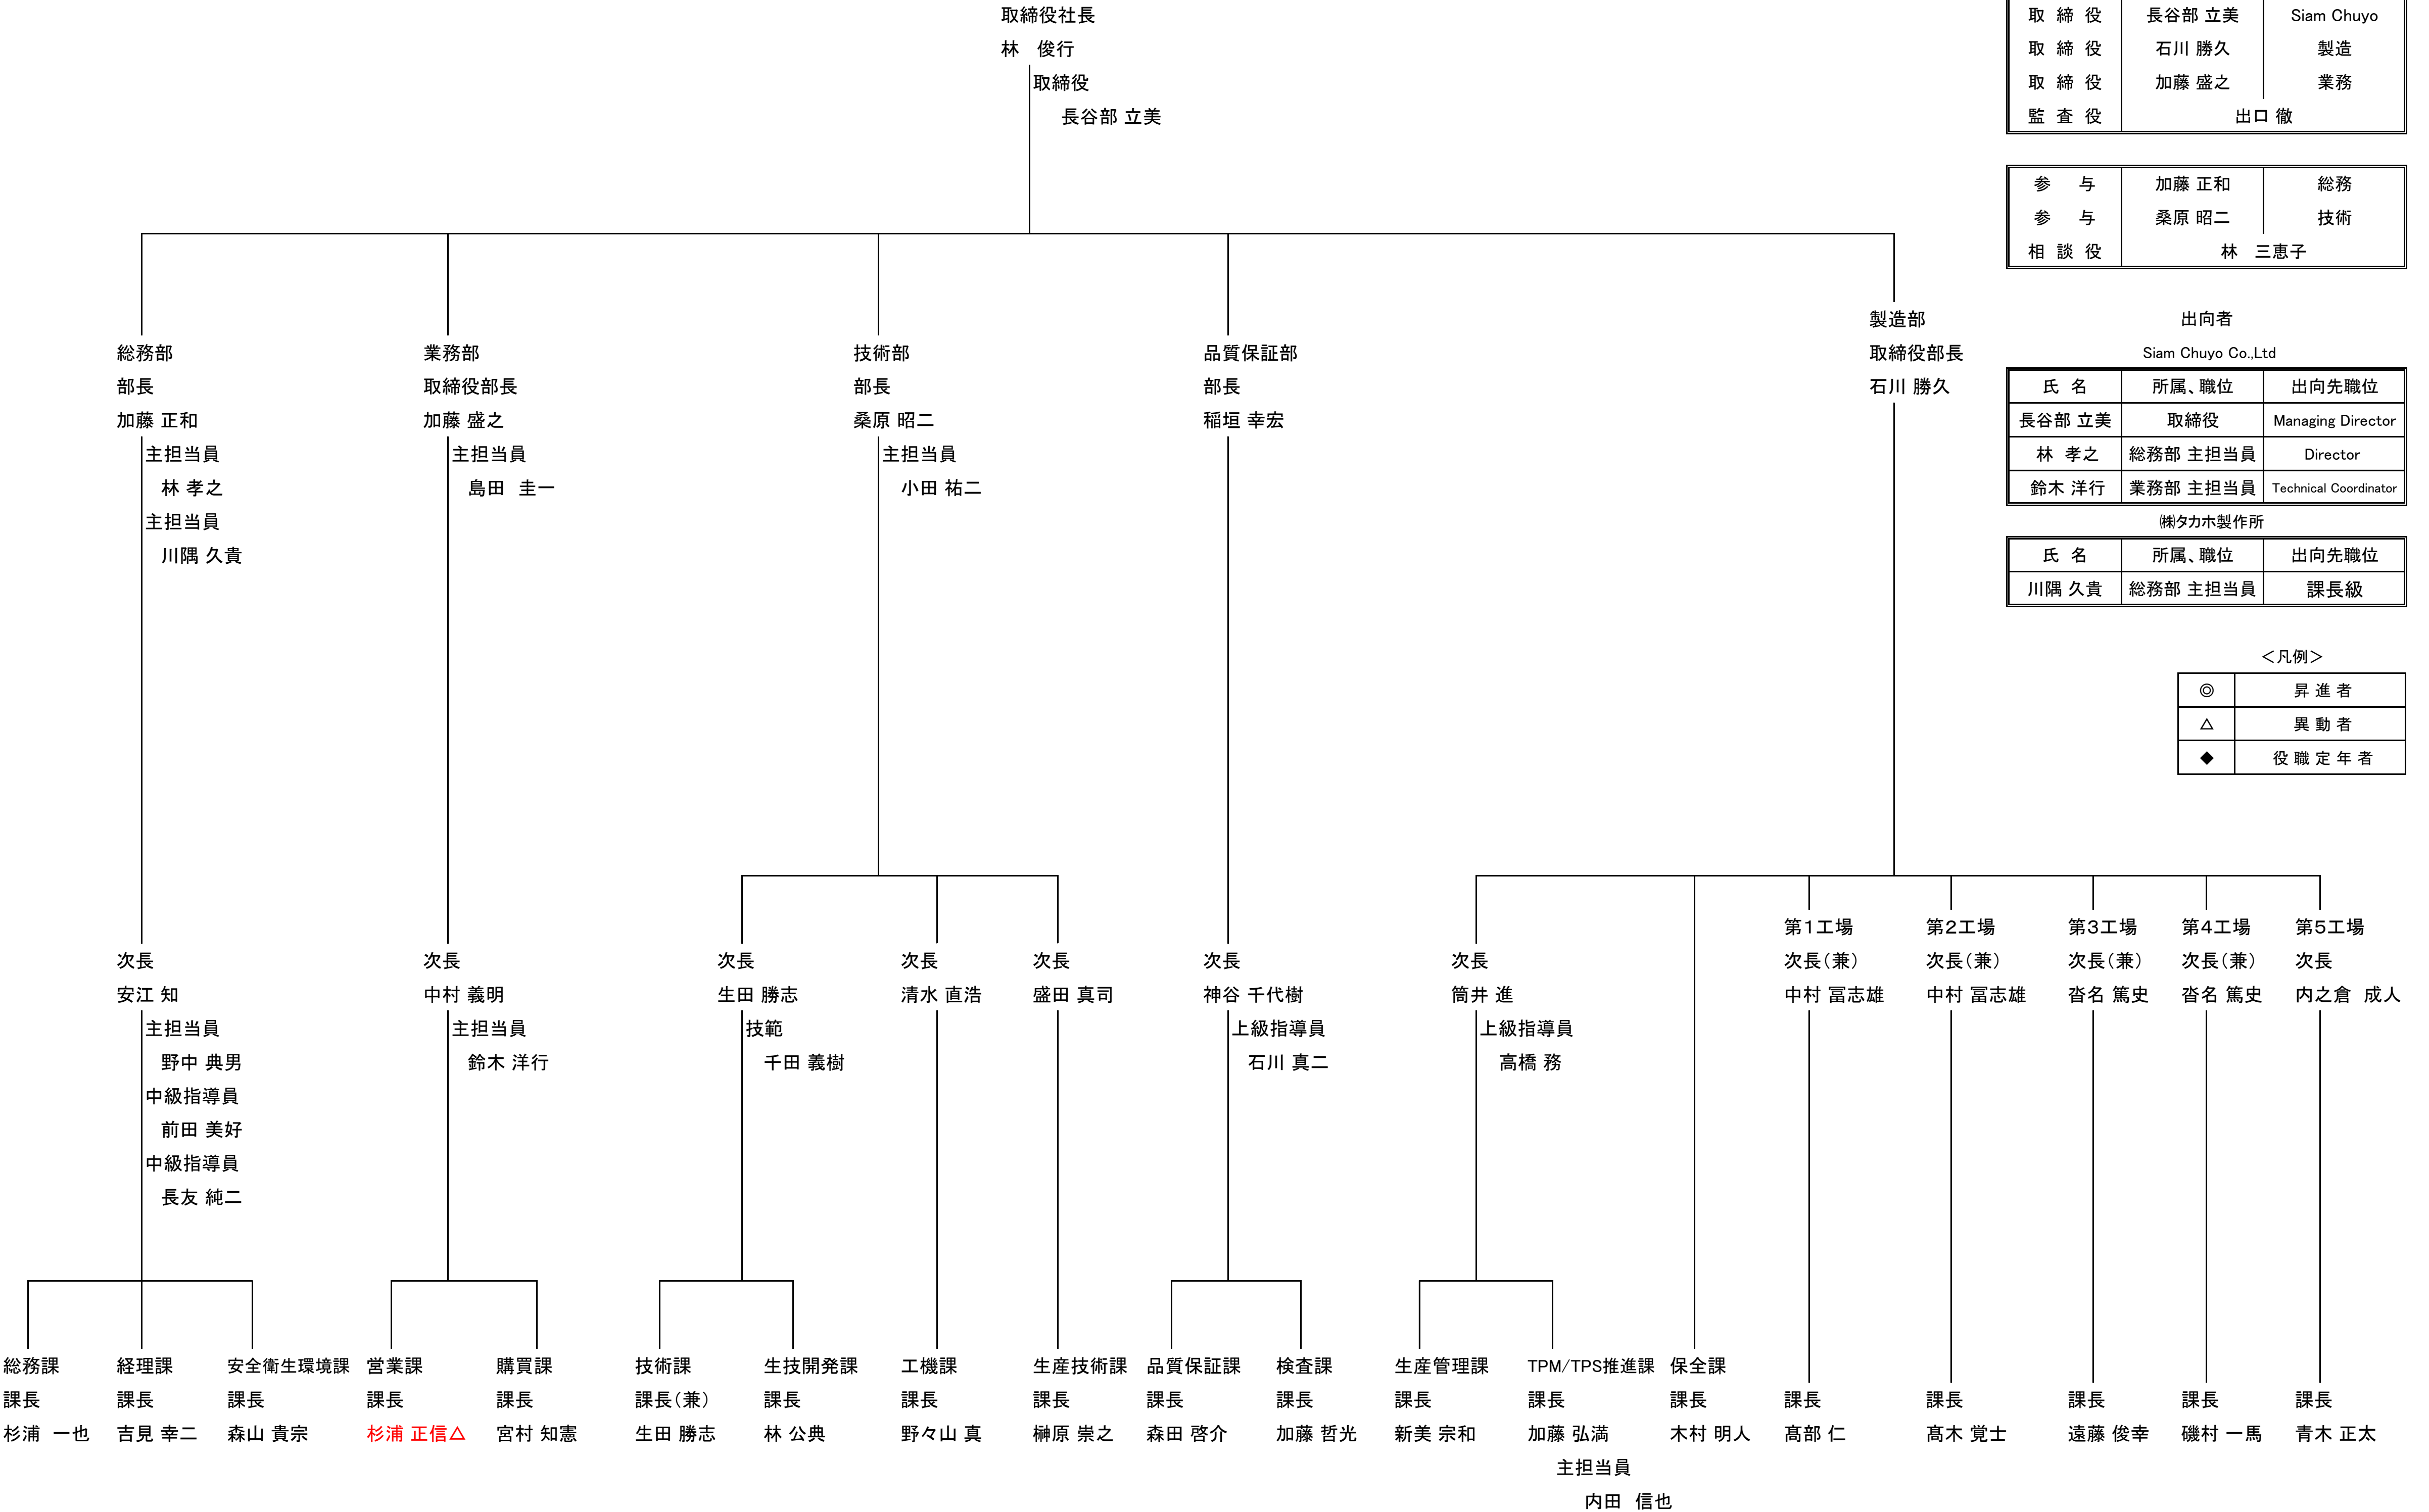 取締役社長
林　俊行
取締役
長谷部 立美
取 締 役 長谷部 立美 Siam Chuyo
取 締 役 石川 勝久 製造
取 締 役 加藤 盛之 業務
監 査 役 出口 徹
参　与 加藤 正和 総務
参　与 桑原 昭二 技術
相 談 役 林　三恵子
出向者
Siam Chuyo Co.,Ltd
氏 名 所属、職位 出向先職位
長谷部 立美 取締役 Managing Director
林 孝之 総務部 主担当員 Director
鈴木 洋行 業務部 主担当員 Technical Coordinator
㈱タカホ製作所
氏 名 所属、職位 出向先職位
川隅 久貴 総務部 主担当員 課長級
＜凡例＞
◎ 昇 進 者
△ 異 動 者
◆ 役 職 定 年 者
総務部
部長
加藤 正和
主担当員
林 孝之
主担当員
川隅 久貴
業務部
取締役部長
加藤 盛之
主担当員
島田　圭一
技術部
部長
桑原 昭二
主担当員
小田 祐二
品質保証部
部長
稲垣 幸宏
製造部
取締役部長
石川 勝久
次長
安江 知
主担当員
野中 典男
中級指導員
前田 美好
中級指導員
長友 純二
次長
中村 義明
主担当員
鈴木 洋行
次長
生田 勝志
技範
千田 義樹
次長
清水 直浩
次長
盛田 真司
次長
神谷 千代樹
上級指導員
石川 真二
次長
筒井 進
上級指導員
高橋 務
第1工場
次長（兼）
中村 冨志雄
第2工場
次長（兼）
中村 冨志雄
第3工場
次長（兼）
沓名 篤史
第4工場
次長（兼）
沓名 篤史
第5工場
次長
内之倉 成人
総務課
課長
杉浦 一也
経理課
課長
吉見 幸二
安全衛生環境課
課長
森山 貴宗
営業課
課長
杉浦 正信△
購買課
課長
宮村 知憲
技術課
課長（兼）
生田 勝志
生技開発課
課長
林 公典
工機課
課長
野々山 真
生産技術課
課長
榊原 崇之
品質保証課
課長
森田 啓介
検査課
課長
加藤 哲光
生産管理課
課長
新美 宗和
TPM/TPS推進課
課長
加藤 弘満
主担当員
内田　信也
保全課
課長
木村 明人
課長
髙部 仁
課長
髙木 覚士
課長
遠藤 俊幸
課長
磯村 一馬
課長
青木 正太